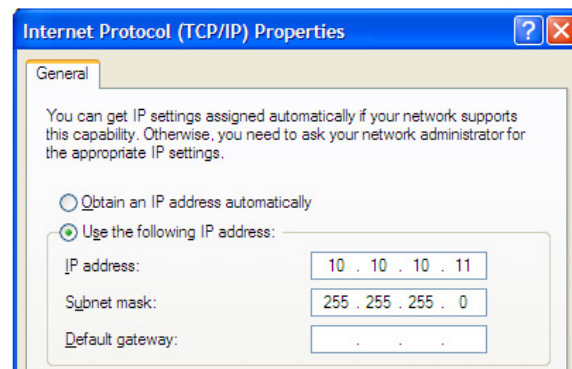 Internet Protocol (TCP/IP) Properties
General
You can get IP settings assigned automatically if your network supports
this capability. Otherwise, you need to ask your network administrator for
the appropriate IP settings.
Obtain an IP address automatically
Use the following IP address:
IP address: 10 . 10 . 10 . 11
Subnet mask: 255 . 255 . 255 . 0
Default gateway: . . .